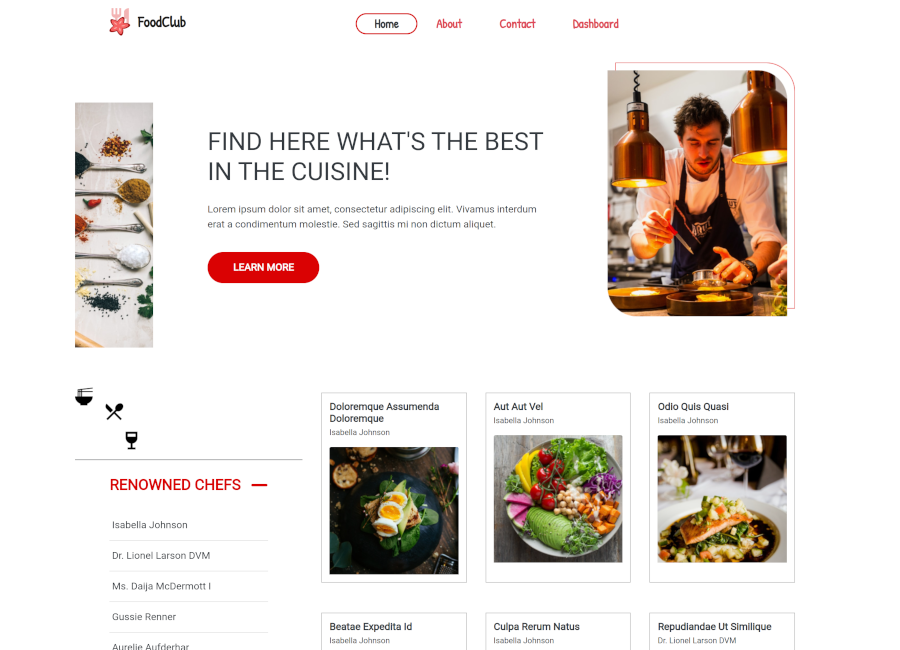 FoodClub
Home
About
Contact
Dashboard
FIND HERE WHAT'S THE BEST
IN THE CUISINE!
Lorem ipsum dolor sit amet, consectetur adipiscing elit. Vivamus interdum
erat a condimentum molestie. Sed sagittis mi non dictum aliquet.
LEARN MORE
RENOWNED CHEFS
Isabella Johnson
Dr. Lionel Larson DVM
Ms. Daija McDermott I
Gussie Renner
Aurelie Aufderhar
Doloremque Assumenda
Doloremque
Isabella Johnson
Aut Aut Vel
Isabella Johnson
Odio Quis Quasi
Isabella Johnson
Beatae Expedita Id
Isabella Johnson
Culpa Rerum Natus
Isabella Johnson
Repudiandae Ut Similique
Dr. Lionel Larson DVM